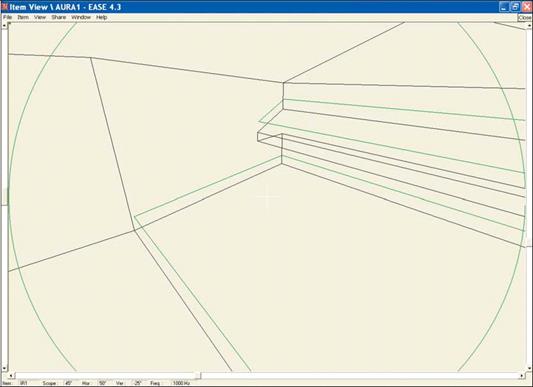 Item View \ AURA1 - EASE 4.3
File Item View Share Window Help Close
Item: IR1 Scope: 45° Hor: 50° Ver: -25° Freq: 1000 Hz